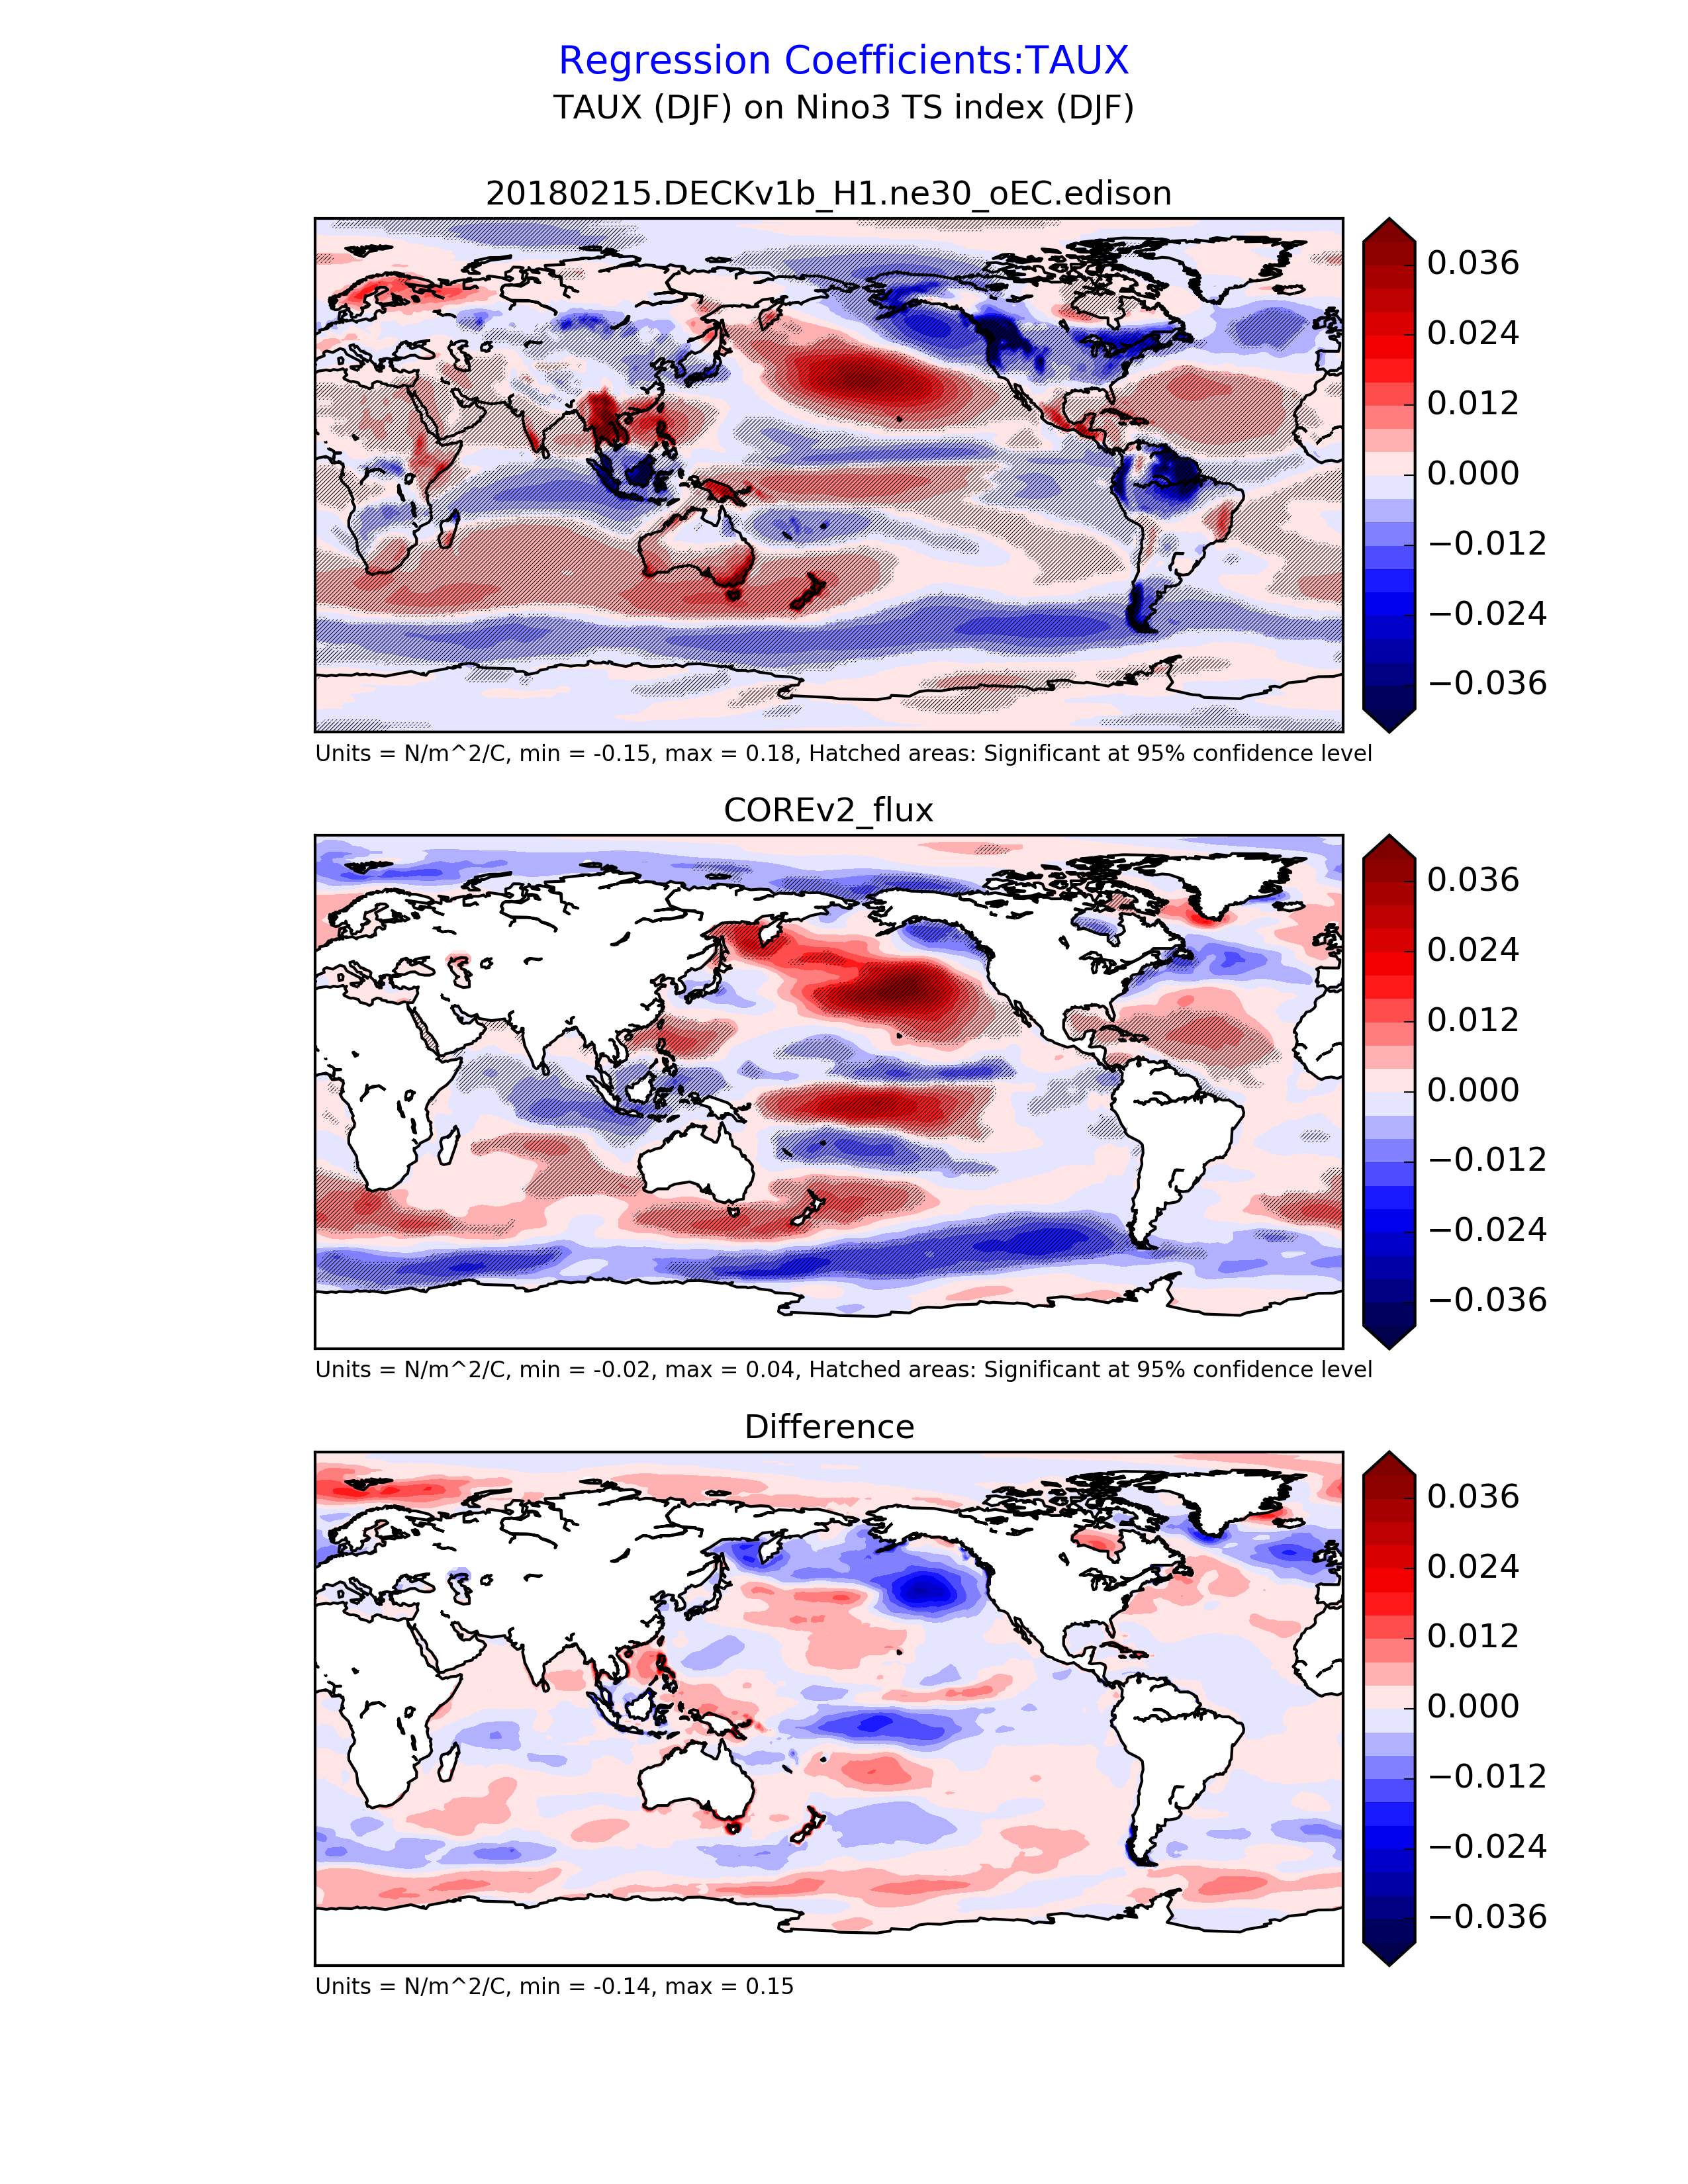 Regression Coefficients:TAUX
TAUX (DJF) on Nino3 TS index (DJF)
20180215.DECKv1b_H1.ne30_oEC.edison
0.036
0.024
0.012
0.000
−0.012
−0.024
−0.036
Units = N/m^2/C, min = -0.15, max = 0.18, Hatched areas: Significant at 95% confidence level
COREv2_flux
0.036
0.024
0.012
0.000
−0.012
−0.024
−0.036
Units = N/m^2/C, min = -0.02, max = 0.04, Hatched areas: Significant at 95% confidence level
Difference
0.036
0.024
0.012
0.000
−0.012
−0.024
−0.036
Units = N/m^2/C, min = -0.14, max = 0.15